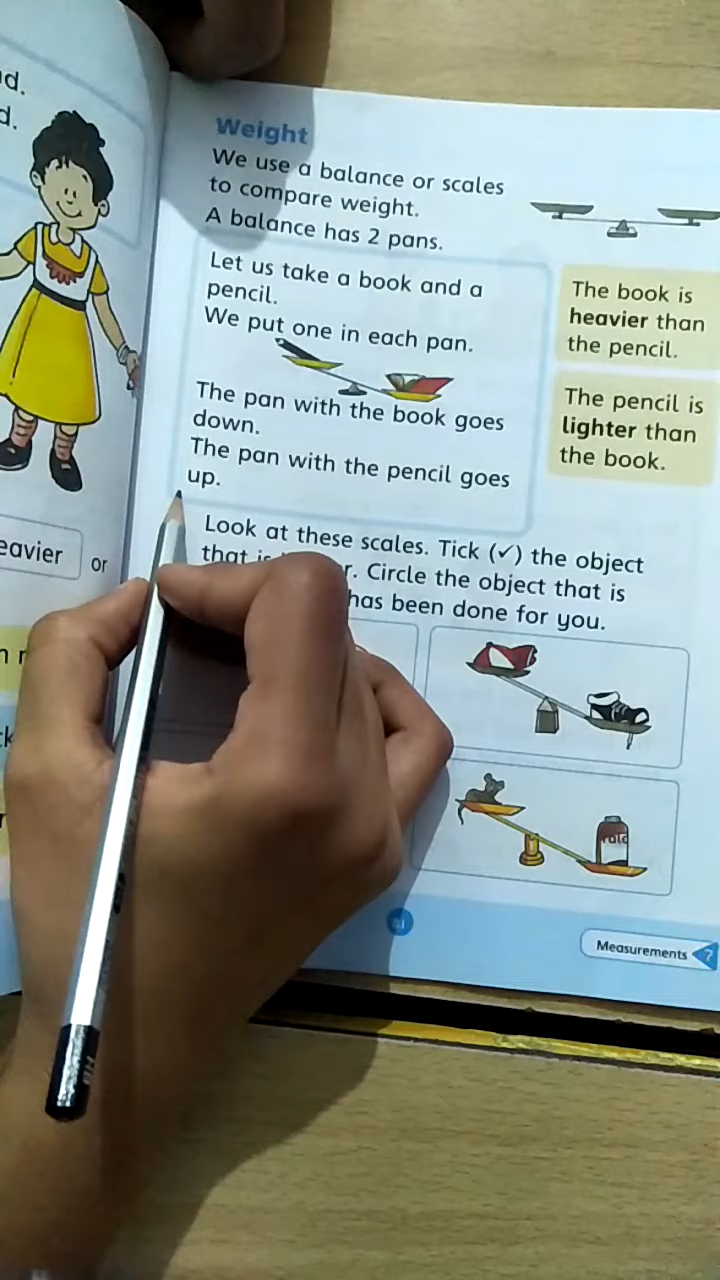 d.
d.
eavier or
Weight
We use a balance or scales
to compare weight.
A balance has 2 pans.
Let us take a book and a
pencil.
We put one in each pan.
The pan with the book goes
down.
The pan with the pencil goes
up.
The book is
heavier than
the pencil.
The pencil is
lighter than
the book.
Look at these scales. Tick (✓) the object
that is r. Circle the object that is
has been done for you.
Measurements 7
HB